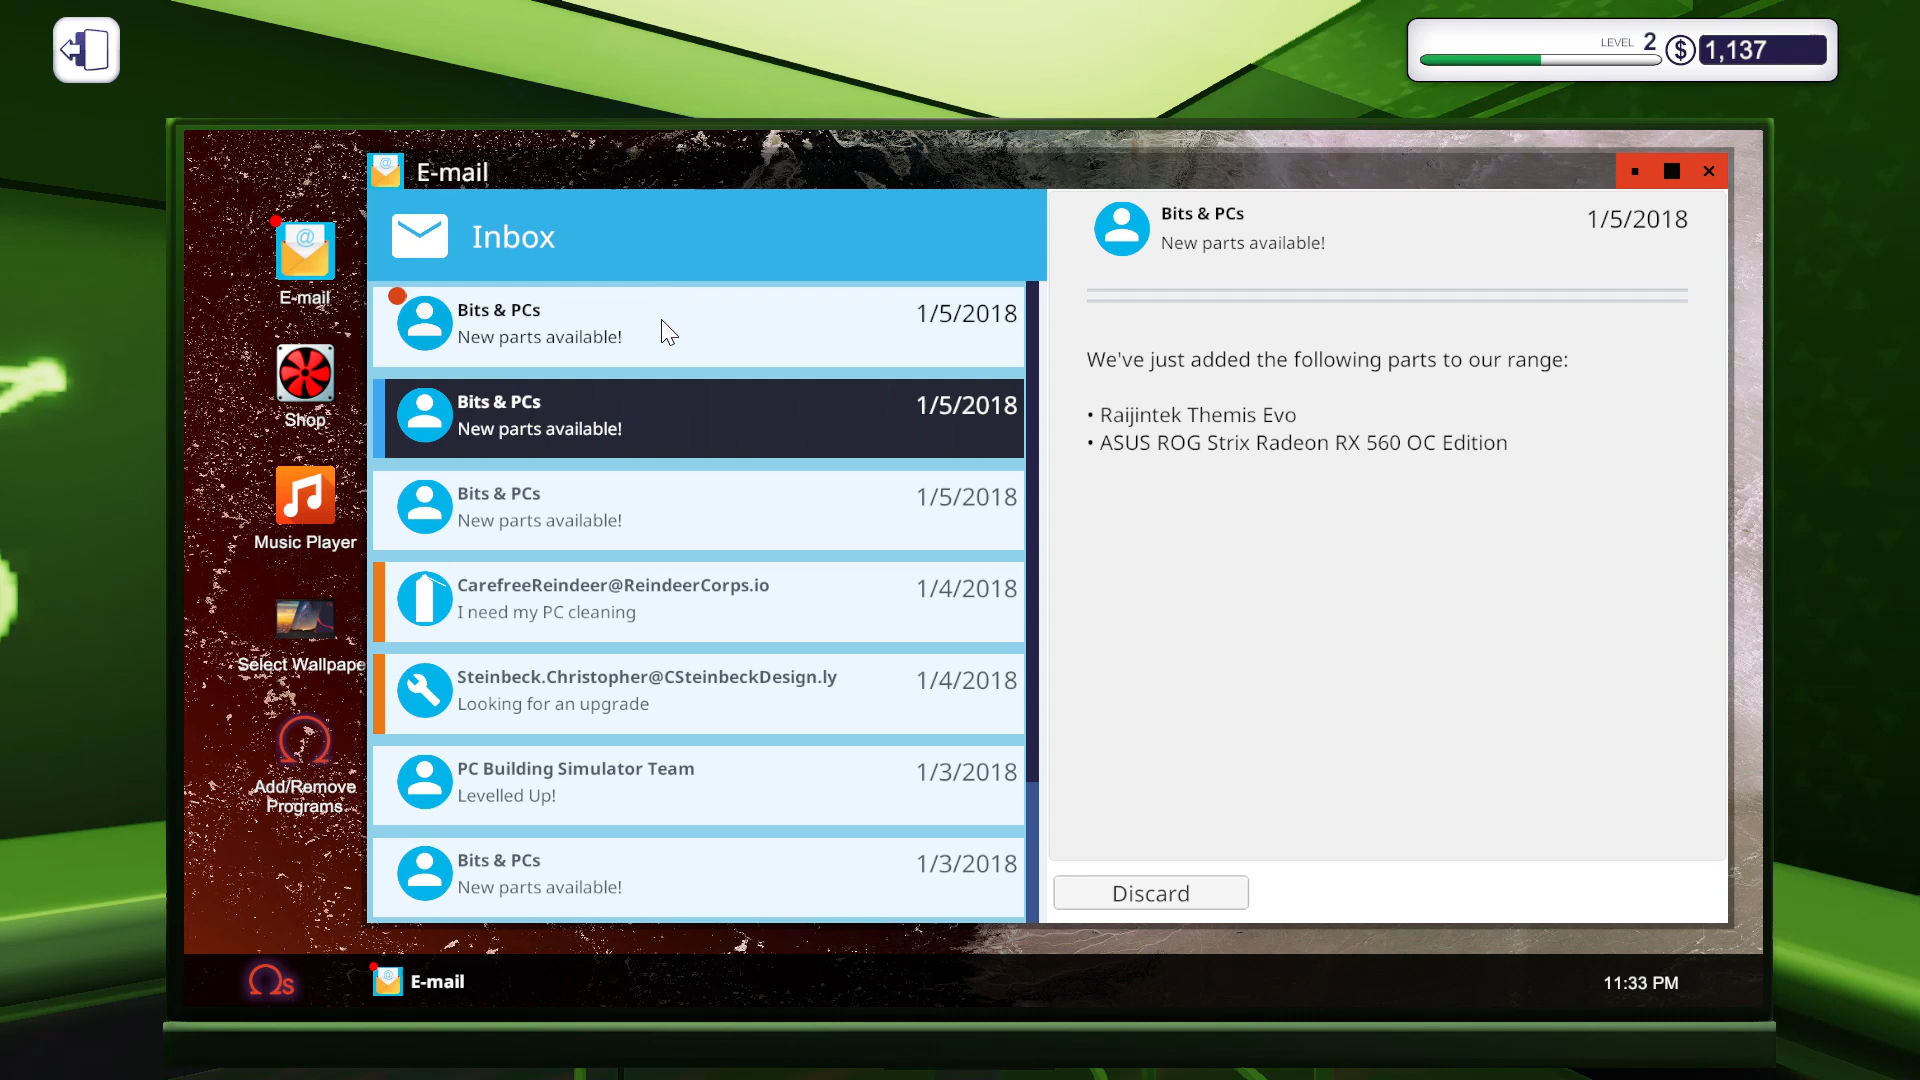 LEVEL 2 $ 1,137
E-mail
Inbox
Bits & PCs
New parts available!
1/5/2018
Bits & PCs
New parts available!
1/5/2018
Bits & PCs
New parts available!
1/5/2018
CarefreeReindeer@ReindeerCorps.io
I need my PC cleaning
1/4/2018
Steinbeck.Christopher@CSteinbeckDesign.ly
Looking for an upgrade
1/4/2018
PC Building Simulator Team
Levelled Up!
1/3/2018
Bits & PCs
New parts available!
1/3/2018
Bits & PCs
New parts available!
1/5/2018
We've just added the following parts to our range:
• Raijintek Themis Evo
• ASUS ROG Strix Radeon RX 560 OC Edition
Discard
E-mail
Shop
Music Player
Select Wallpape
Add/Remove
Programs
Ωs
E-mail
11:33 PM